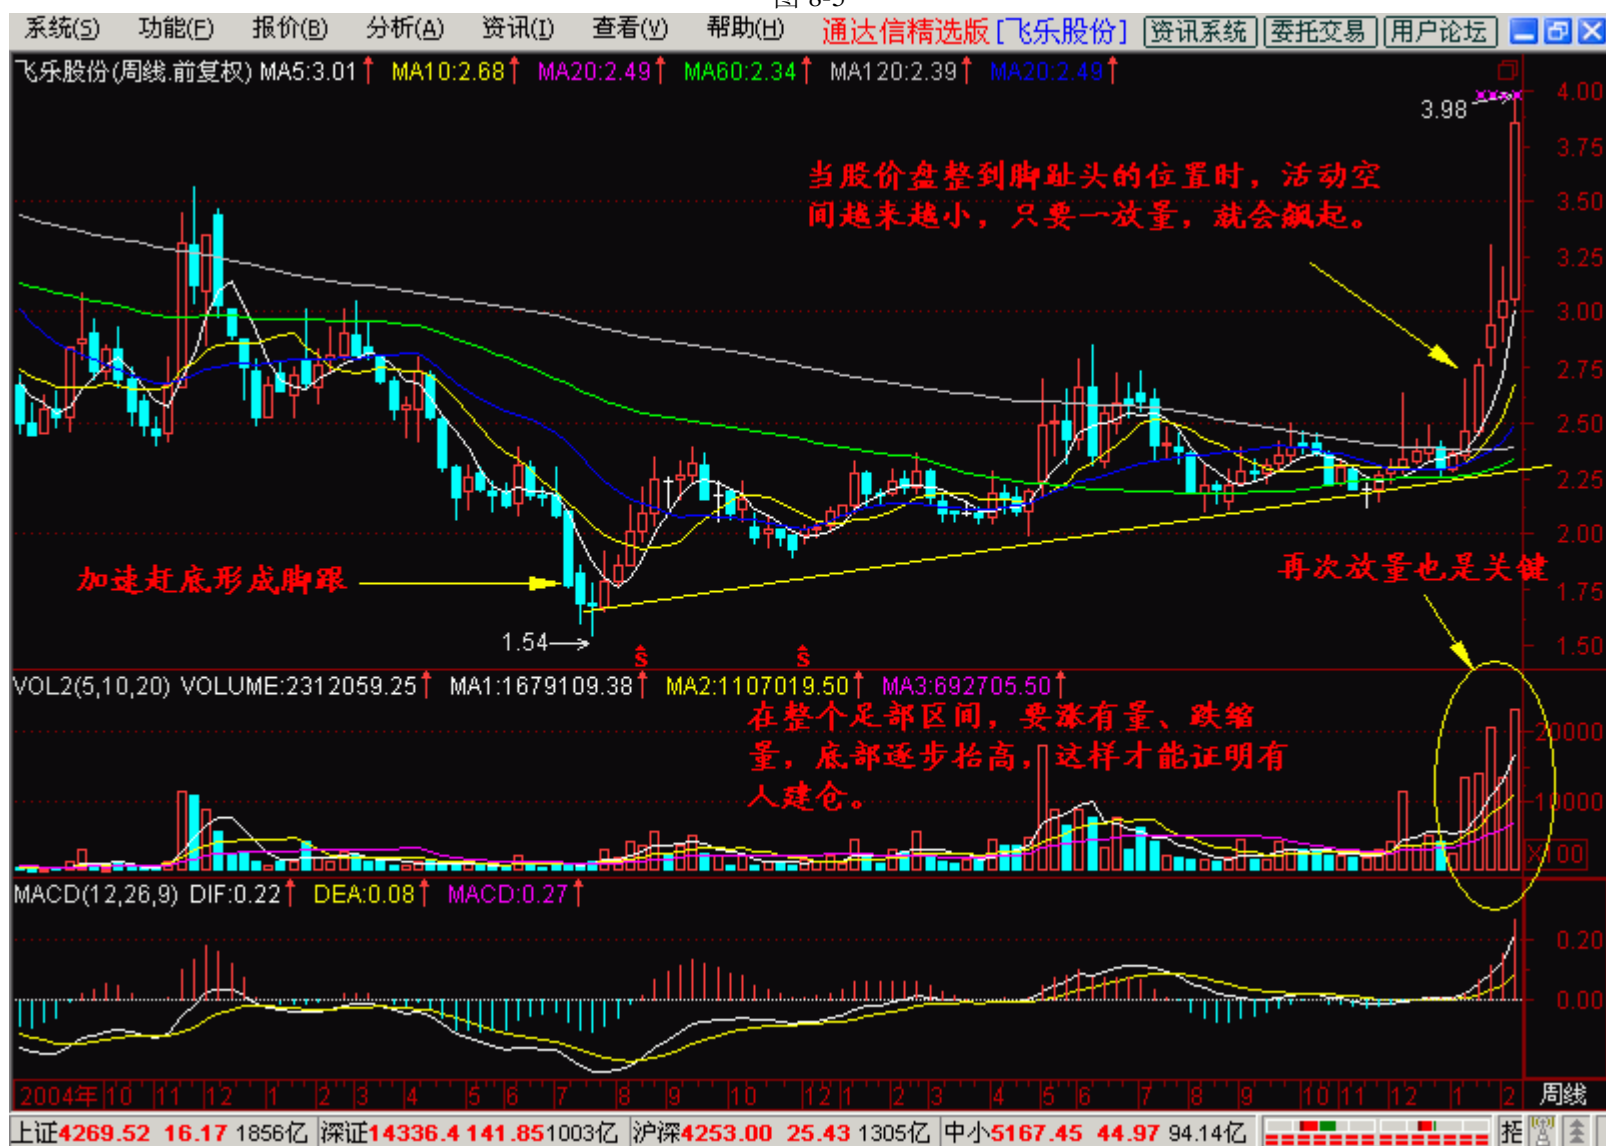 图 8-3
系统(S) 功能(F) 报价(B) 分析(A) 资讯(I) 查看(V) 帮助(H) 通达信精选版 [飞乐股份] 资讯系统 委托交易 用户论坛
飞乐股份(周线.前复权) MA5:3.01↑ MA10:2.68↑ MA20:2.49↑ MA60:2.34↑ MA120:2.39↑ MA20:2.49↑
4.00
3.98
3.75
当股价盘整到脚趾头的位置时，活动空
间越来越小，只要一放量，就会飙起。
3.50
3.25
3.00
2.75
2.50
2.25
2.00
再次放量也是关键
加速赶底形成脚跟
1.75
1.54
1.50
Ŝ Ŝ
VOL2(5,10,20) VOLUME:2312059.25↑ MA1:1679109.38↑ MA2:1107019.50↑ MA3:692705.50↑
在整个足部区间，要涨有量、跌缩
量，底部逐步抬高，这样才能证明有
人建仓。
20000
10000
X100
MACD(12,26,9) DIF:0.22↑ DEA:0.08↑ MACD:0.27↑
0.20
0.00
2004年 10 11 12 1 2 3 4 5 6 7 8 9 10 12 1 2 3 4 5 6 7 8 9 10 11 12 1 2 周线
上证4269.52 16.17 1856亿 深证14336.4 141.85 1003亿 沪深4253.00 25.43 1305亿 中小5167.45 44.97 94.14亿